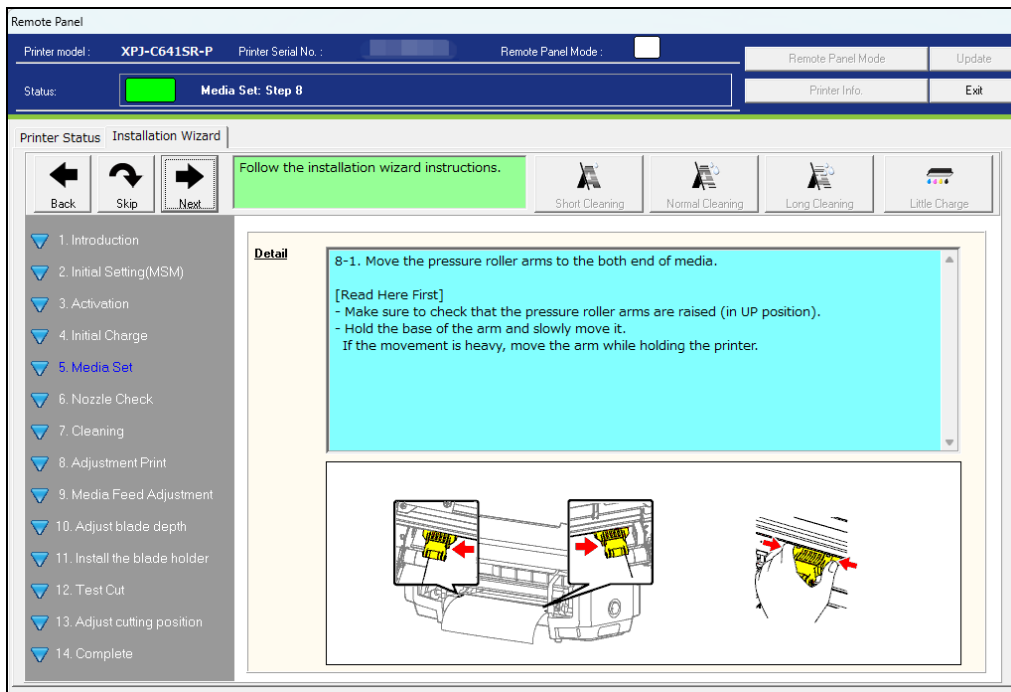 Remote Panel
Printer model : XPJ-C641SR-P Printer Serial No. : Remote Panel Mode :
Remote Panel Mode Update
Status: Media Set: Step 8
Printer Info. Exit
Printer Status Installation Wizard
Back Skip Next
Follow the installation wizard instructions.
Short Cleaning Normal Cleaning Long Cleaning Little Charge
1. Introduction
2. Initial Setting(MSM)
3. Activation
4. Initial Charge
5. Media Set
6. Nozzle Check
7. Cleaning
8. Adjustment Print
9. Media Feed Adjustment
10. Adjust blade depth
11. Install the blade holder
12. Test Cut
13. Adjust cutting position
14. Complete
Detail
8-1. Move the pressure roller arms to the both end of media.
[Read Here First]
- Make sure to check that the pressure roller arms are raised (in UP position).
- Hold the base of the arm and slowly move it.
If the movement is heavy, move the arm while holding the printer.